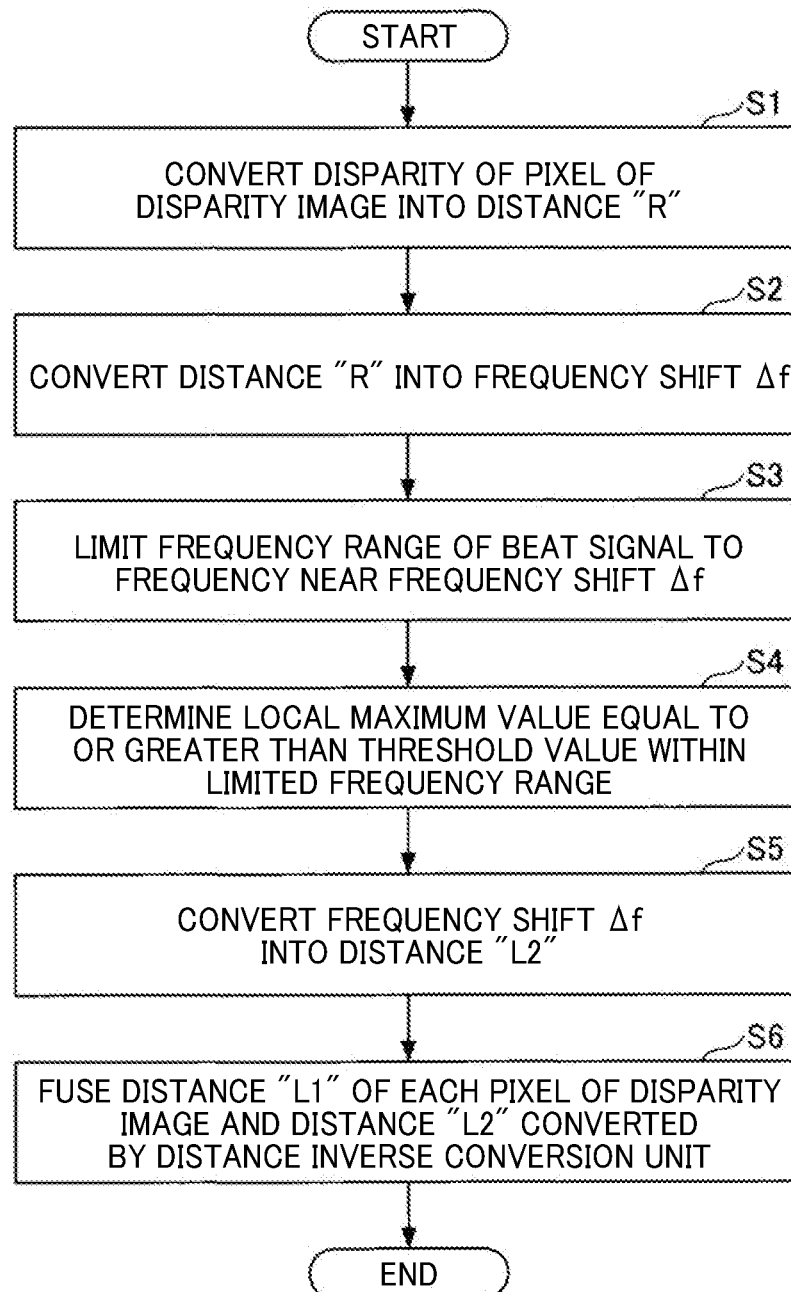 START
S1
CONVERT DISPARITY OF PIXEL OF
DISPARITY IMAGE INTO DISTANCE "R"
S2
CONVERT DISTANCE "R" INTO FREQUENCY SHIFT Δf
S3
LIMIT FREQUENCY RANGE OF BEAT SIGNAL TO
FREQUENCY NEAR FREQUENCY SHIFT Δf
S4
DETERMINE LOCAL MAXIMUM VALUE EQUAL TO
OR GREATER THAN THRESHOLD VALUE WITHIN
LIMITED FREQUENCY RANGE
S5
CONVERT FREQUENCY SHIFT Δf
INTO DISTANCE "L2"
S6
FUSE DISTANCE "L1" OF EACH PIXEL OF DISPARITY
IMAGE AND DISTANCE "L2" CONVERTED
BY DISTANCE INVERSE CONVERSION UNIT
END